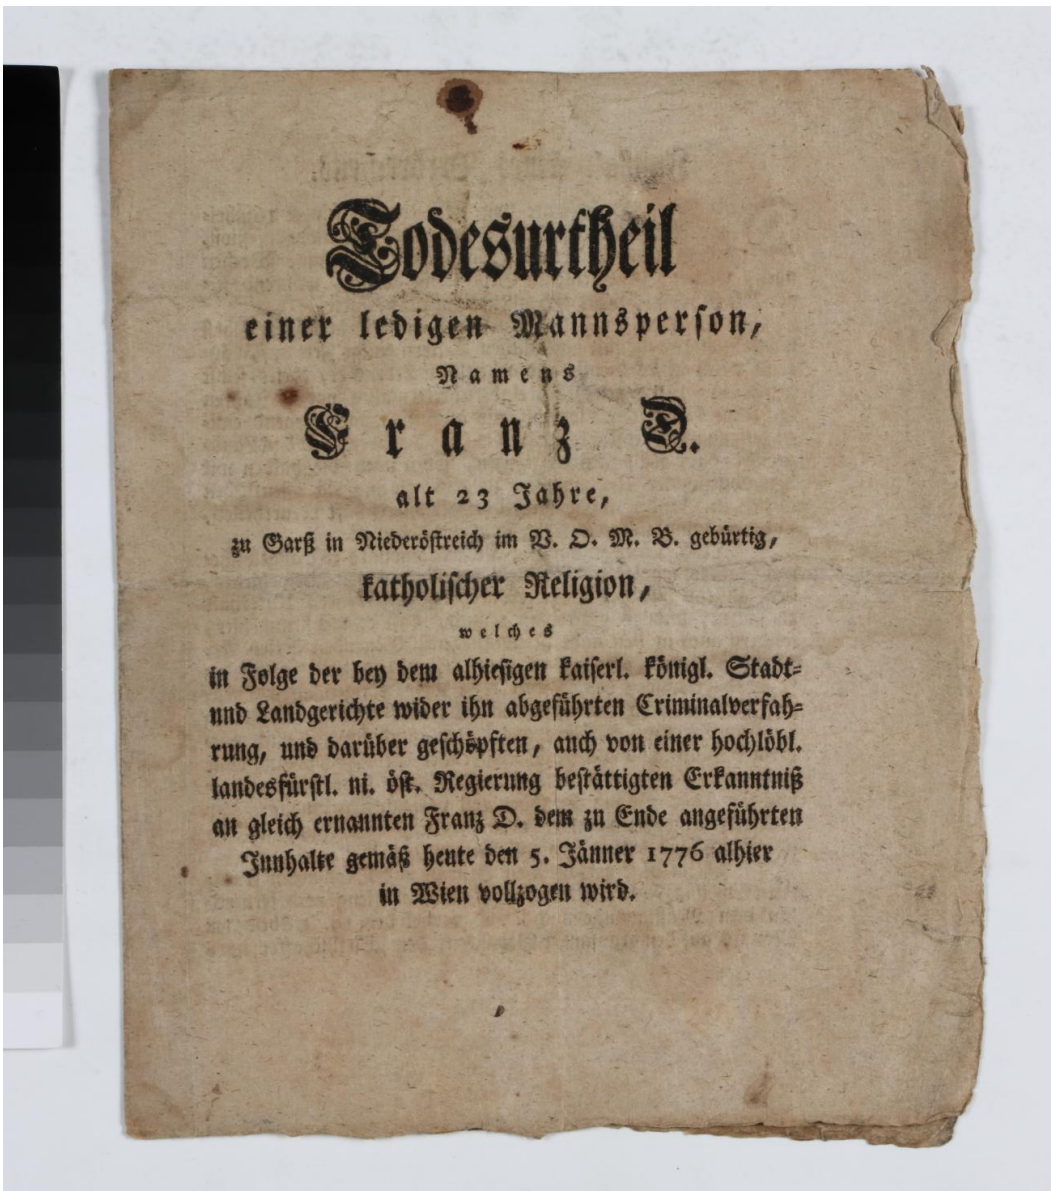 Todesurtheil
einer ledigen Mannsperson,
Namens
Franz D.
alt 23 Jahre,
zu Garß in Niederöstreich im V. O. M. B. gebürtig,
katholischer Religion,
welches
in Folge der bey dem alhiesigen kaiserl. königl. Stadt-
und Landgerichte wider ihn abgeführten Criminalverfah-
rung, und darüber geschöpften, auch von einer hochlöbl.
landesfürstl. ni. öst. Regierung bestättigten Erkanntniß
an gleich ernannten Franz D. dem zu Ende angeführten
Innhalte gemäß heute den 5. Jänner 1776 alhier
in Wien vollzogen wird.